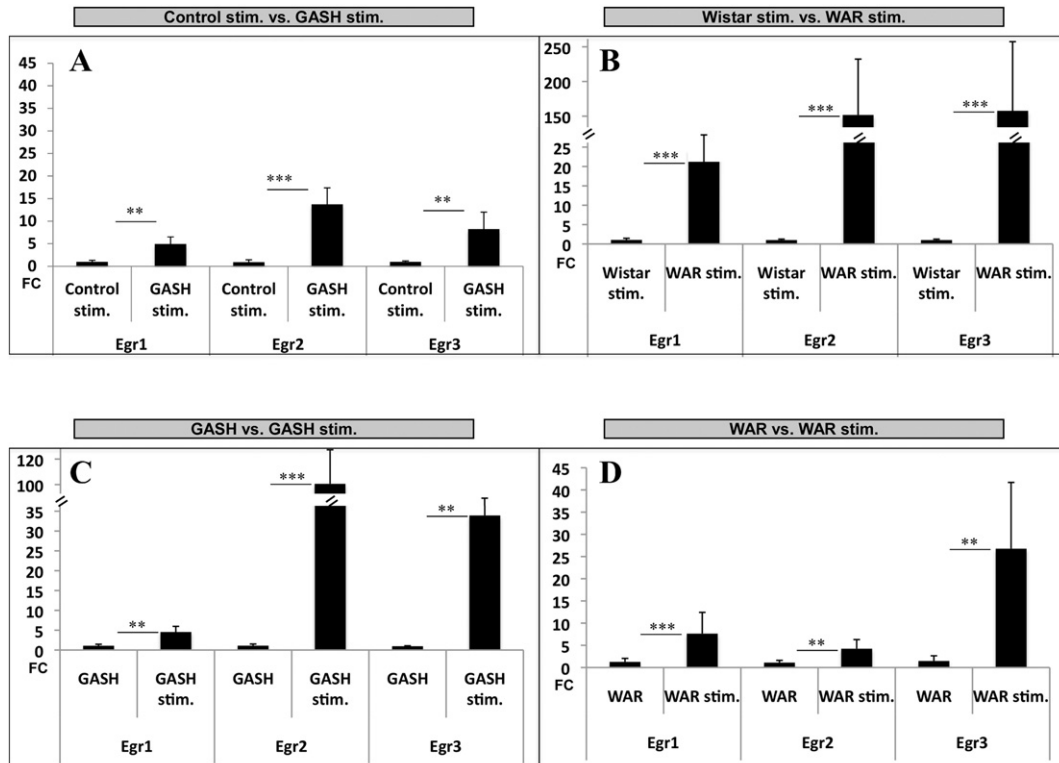 Control stim. vs. GASH stim.
A
45
40
35
30
25
20
15
10
5
0
FC
**
***
**
Control stim.
GASH stim.
Control stim.
GASH stim.
Control stim.
GASH stim.
Egr1
Egr2
Egr3
Wistar stim. vs. WAR stim.
B
250
200
150
25
20
15
10
5
0
FC
***
***
***
Wistar stim.
WAR stim.
Wistar stim.
WAR stim.
Wistar stim.
WAR stim.
Egr1
Egr2
Egr3
GASH vs. GASH stim.
C
120
100
35
30
25
20
15
10
5
0
FC
**
***
**
GASH
GASH stim.
GASH
GASH stim.
GASH
GASH stim.
Egr1
Egr2
Egr3
WAR vs. WAR stim.
D
45
40
35
30
25
20
15
10
5
0
FC
***
**
**
WAR
WAR stim.
WAR
WAR stim.
WAR
WAR stim.
Egr1
Egr2
Egr3